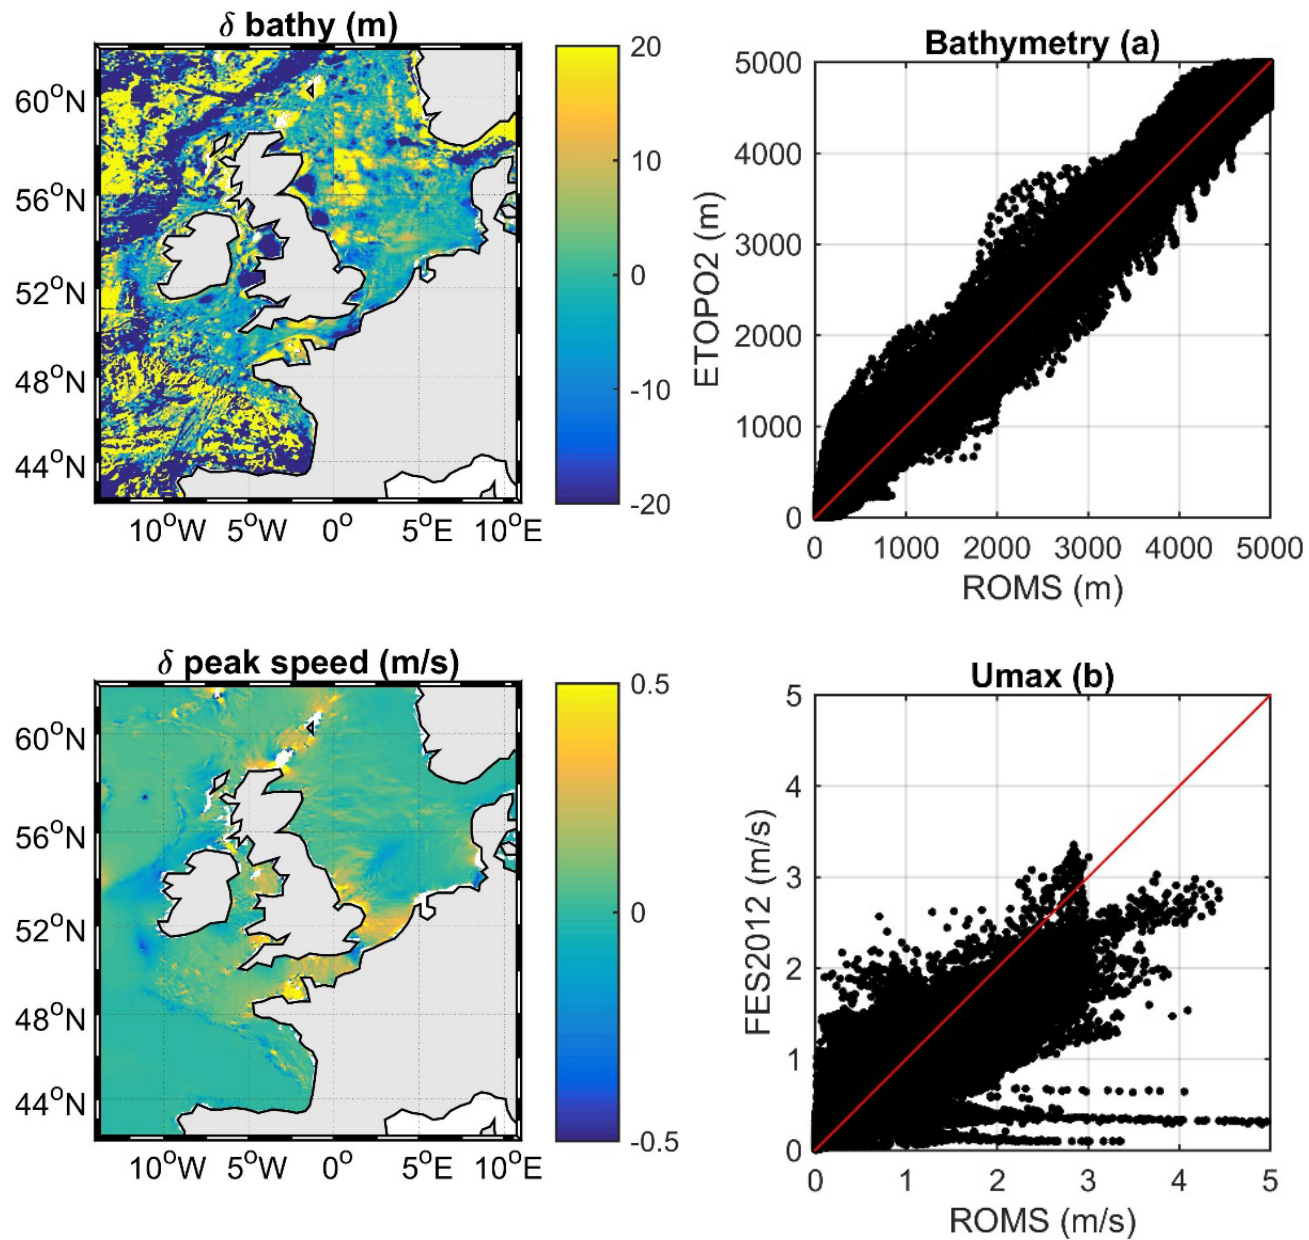 δ bathy (m)
60°N
56°N
52°N
48°N
44°N
10°W 5°W 0° 5°E 10°E
20
10
0
-10
-20
Bathymetry (a)
ETOPO2 (m)
5000
4000
3000
2000
1000
0
0 1000 2000 3000 4000 5000
ROMS (m)
δ peak speed (m/s)
60°N
56°N
52°N
48°N
44°N
10°W 5°W 0° 5°E 10°E
0.5
0
-0.5
Umax (b)
FES2012 (m/s)
5
4
3
2
1
0
0 1 2 3 4 5
ROMS (m/s)